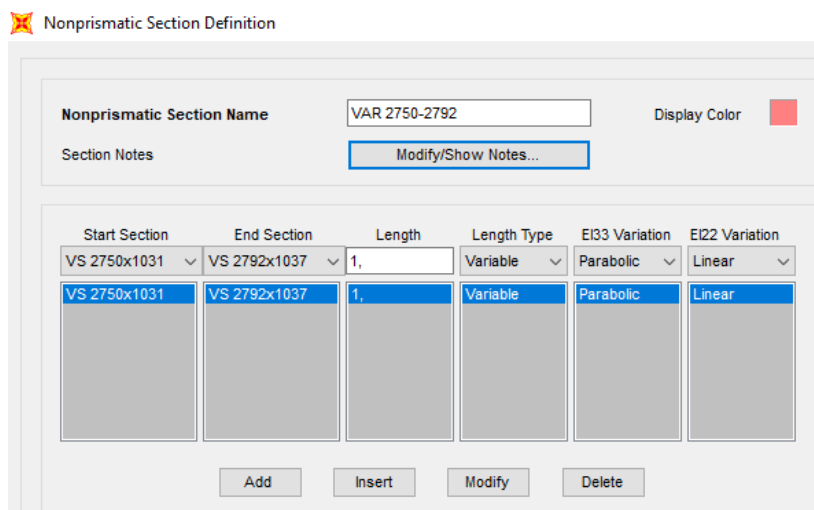 Nonprismatic Section Definition
Nonprismatic Section Name VAR 2750-2792 Display Color
Section Notes Modify/Show Notes...
Start Section End Section Length Length Type EI33 Variation EI22 Variation
VS 2750x1031 VS 2792x1037 1, Variable Parabolic Linear
VS 2750x1031 VS 2792x1037 1, Variable Parabolic Linear
Add Insert Modify Delete